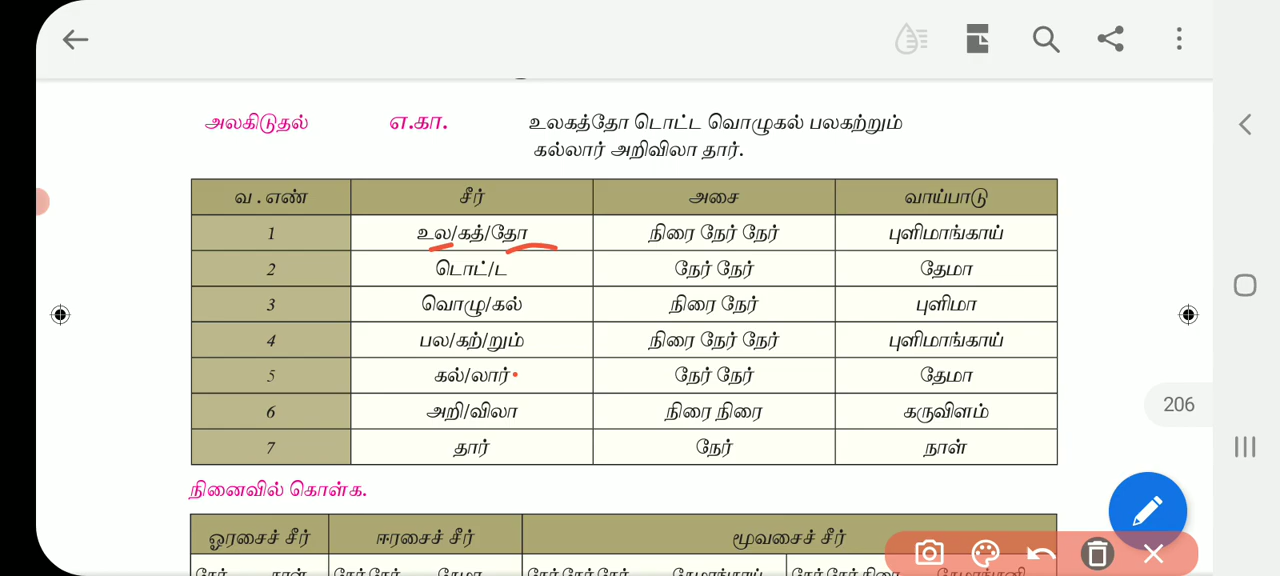 அலகிடுதல் எ.கா. உலகத்தோ டொட்ட வொழுகல் பலகற்றும்
கல்லார் அறிவிலா தார்.
வ . எண் சீர் அசை வாய்பாடு
1 உல/கத்/தோ நிரை நேர் நேர் புளிமாங்காய்
2 டொட்/ட நேர் நேர் தேமா
3 வொழு/கல் நிரை நேர் புளிமா
4 பல/கற்/றும் நிரை நேர் நேர் புளிமாங்காய்
5 கல்/லார் நேர் நேர் தேமா
206
6 அறி/விலா நிரை நிரை கருவிளம்
7 தார் நேர் நாள்
நினைவில் கொள்க.
ஓரசைச் சீர் ஈரசைச் சீர் மூவசைச் சீர்
நேர் நாள் நேர்நேர் தேமா நேர்நேர்நேர் தேமாங்காய் நேர்நேர்நிரை தேமாங்கனி